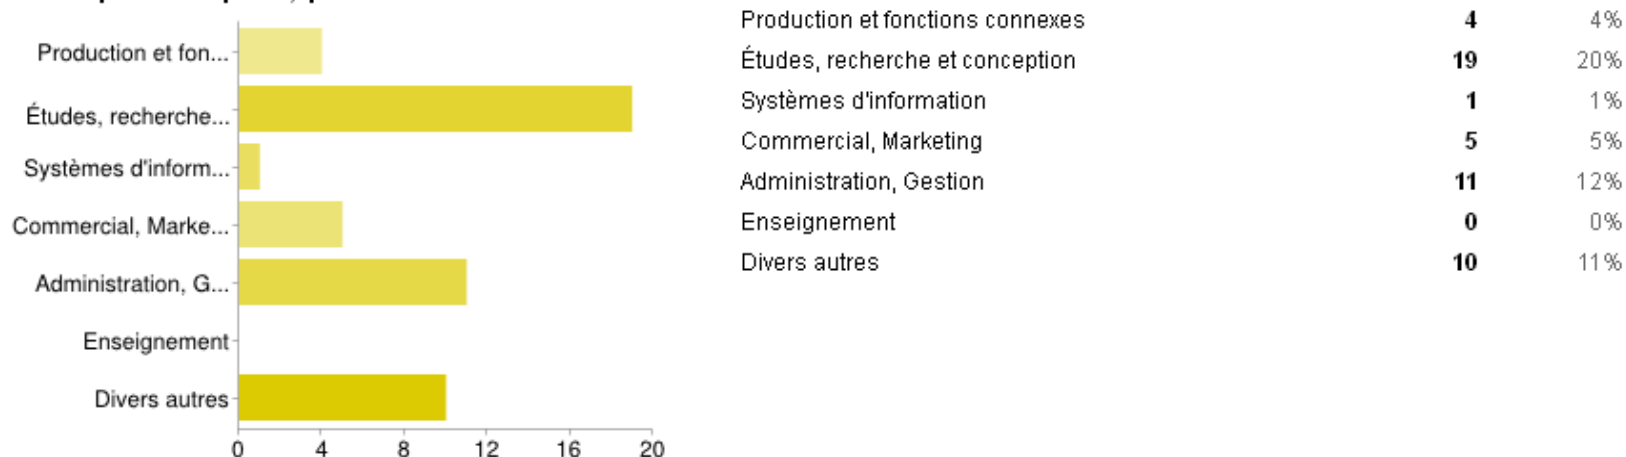 Production et fon...
Études, recherche...
Systèmes d'inform...
Commercial, Marke...
Administration, G...
Enseignement
Divers autres
0 4 8 12 16 20
Production et fonctions connexes 4 4%
Études, recherche et conception 19 20%
Systèmes d'information 1 1%
Commercial, Marketing 5 5%
Administration, Gestion 11 12%
Enseignement 0 0%
Divers autres 10 11%